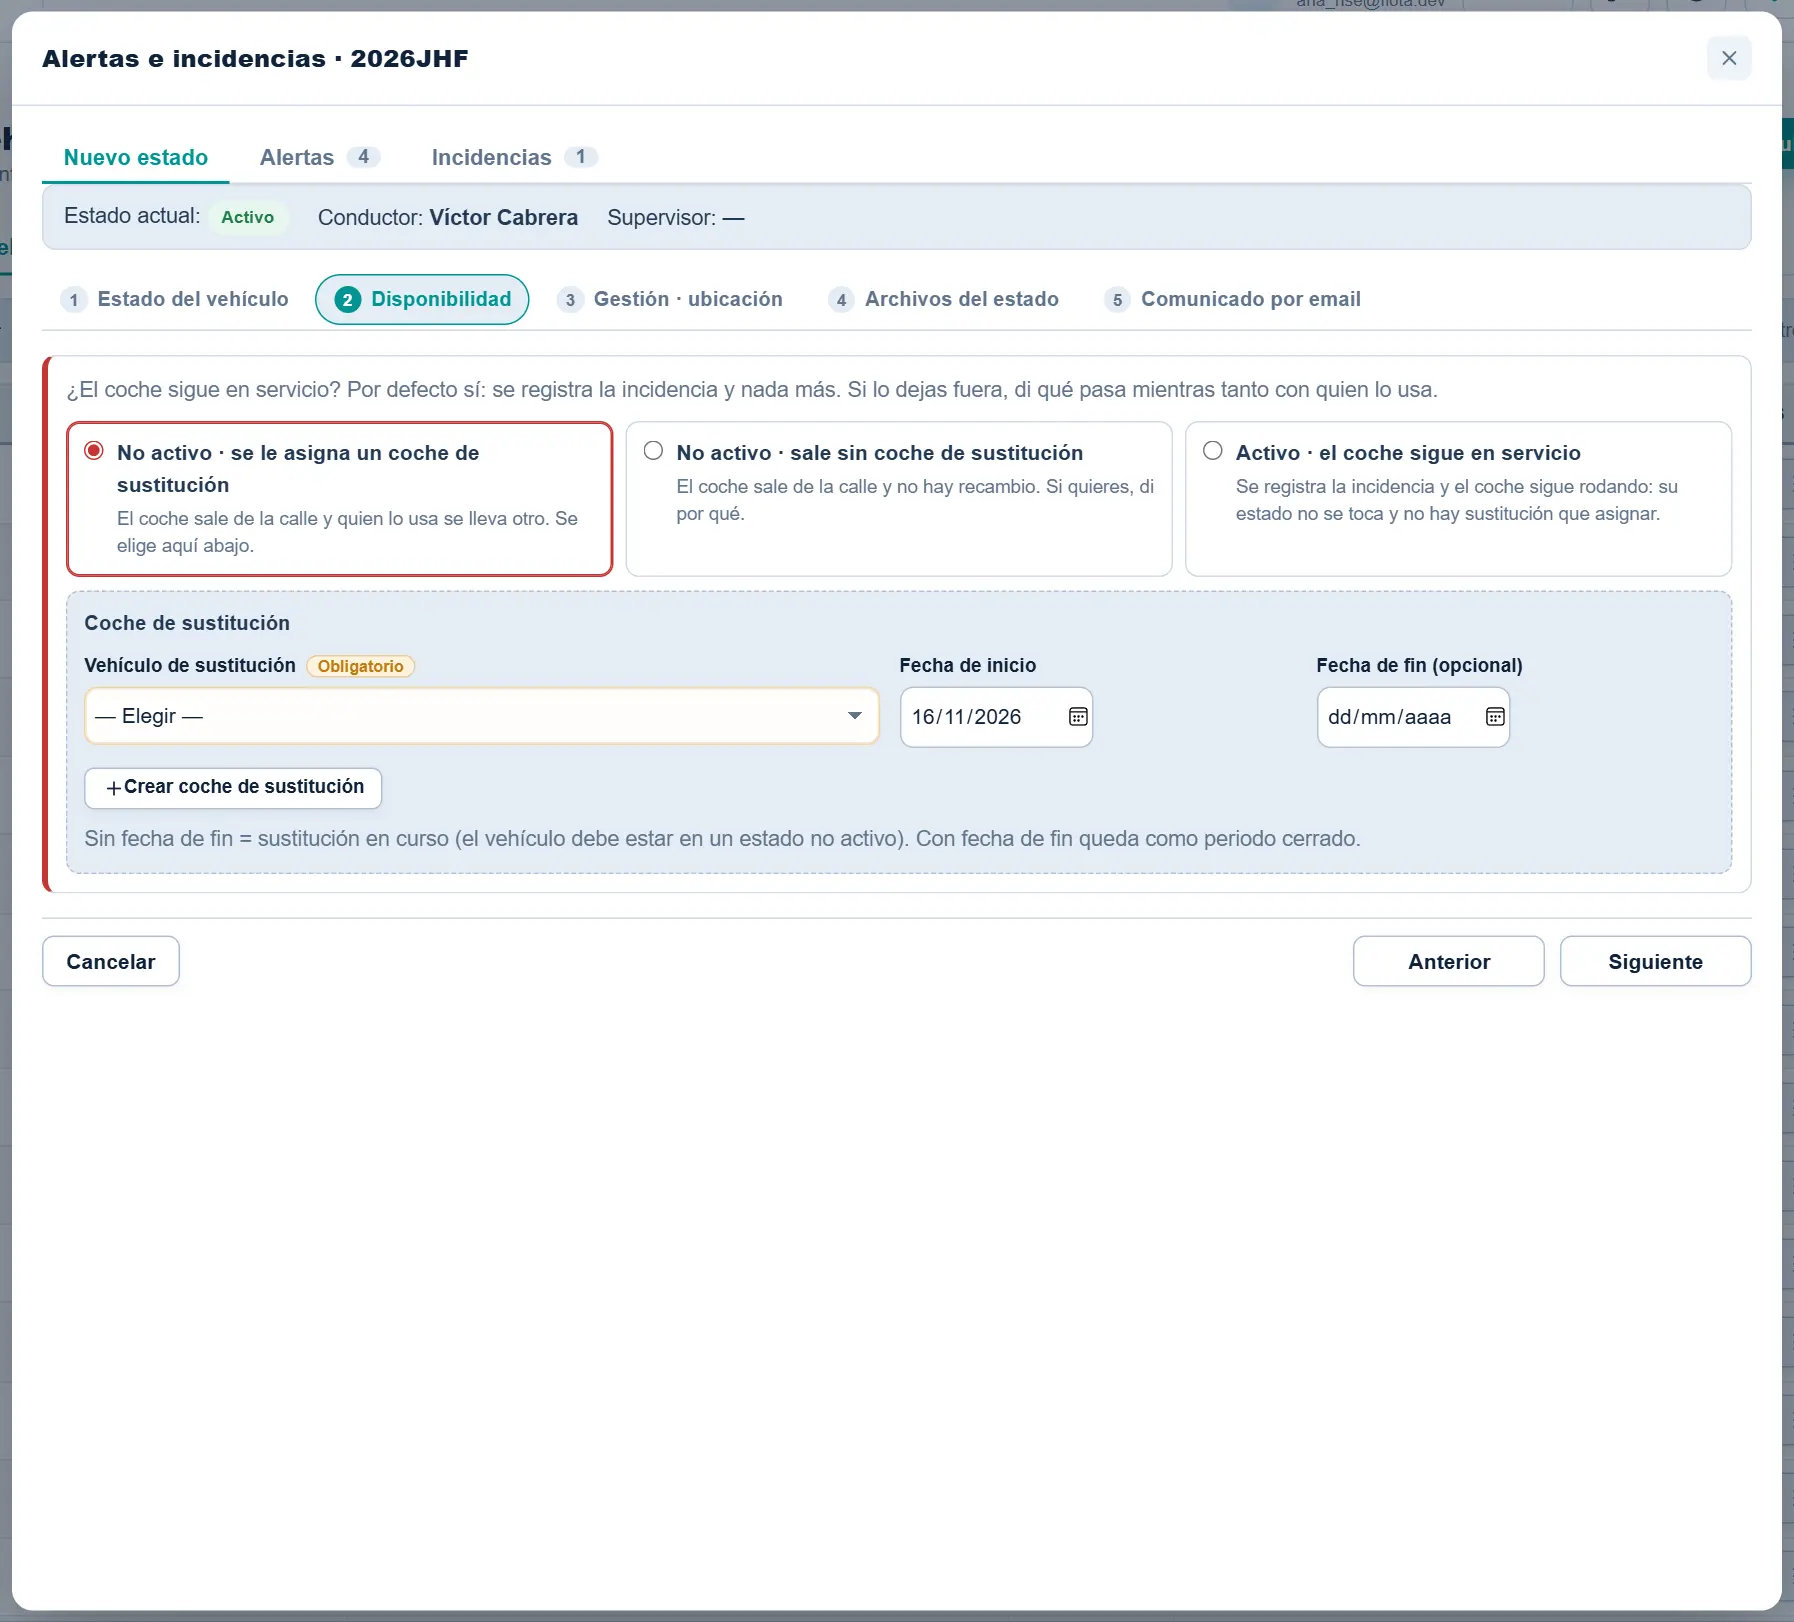 Alertas e incidencias · 2026JHF
Nuevo estado
Alertas 4
Incidencias 1
Estado actual: Activo Conductor: Víctor Cabrera Supervisor: —
1 Estado del vehículo
2 Disponibilidad
3 Gestión · ubicación
4 Archivos del estado
5 Comunicado por email
¿El coche sigue en servicio? Por defecto sí: se registra la incidencia y nada más. Si lo dejas fuera, di qué pasa mientras tanto con quien lo usa.
No activo · se le asigna un coche de
sustitución
El coche sale de la calle y quien lo usa se lleva otro. Se
elige aquí abajo.
No activo · sale sin coche de sustitución
El coche sale de la calle y no hay recambio. Si quieres, di
por qué.
Activo · el coche sigue en servicio
Se registra la incidencia y el coche sigue rodando: su
estado no se toca y no hay sustitución que asignar.
Coche de sustitución
Vehículo de sustitución Obligatorio
— Elegir —
Fecha de inicio
16/11/2026
Fecha de fin (opcional)
dd/mm/aaaa
+Crear coche de sustitución
Sin fecha de fin = sustitución en curso (el vehículo debe estar en un estado no activo). Con fecha de fin queda como periodo cerrado.
Cancelar
Anterior
Siguiente